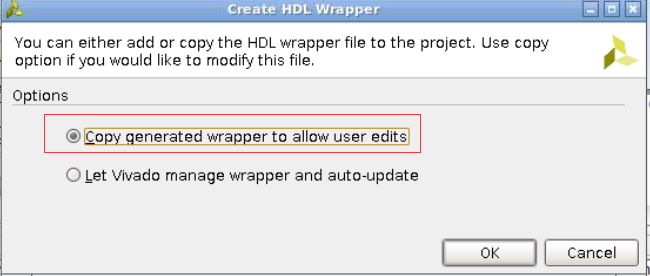 Create HDL Wrapper
You can either add or copy the HDL wrapper file to the project. Use copy
option if you would like to modify this file.
Options
Copy generated wrapper to allow user edits
Let Vivado manage wrapper and auto-update
OK
Cancel